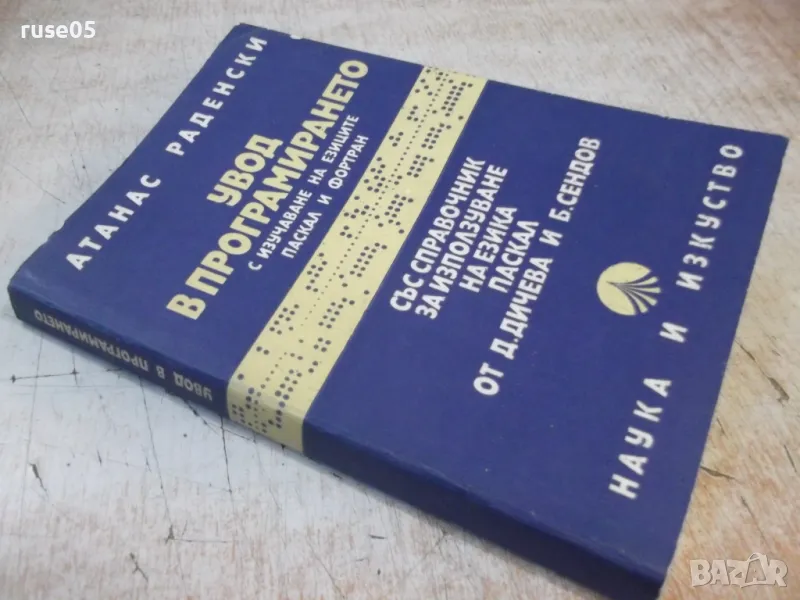 ruse05
АТАНАС РАДЕНСКИ
УВОД
В ПРОГРАМИРАНЕТО
С ИЗУЧАВАНЕ НА ЕЗИЦИТЕ
ПАСКАЛ И ФОРТРАН
СЪС СПРАВОЧНИК
ЗА ИЗПОЛЗУВАНЕ
НА ЕЗИКА
ПАСКАЛ
ОТ Д.ДИЧЕВА И Б.СЕНДОВ
НАУКА И ИЗКУСТВО
УВОД В ПРОГРАМИРАНЕТО
BAZAR